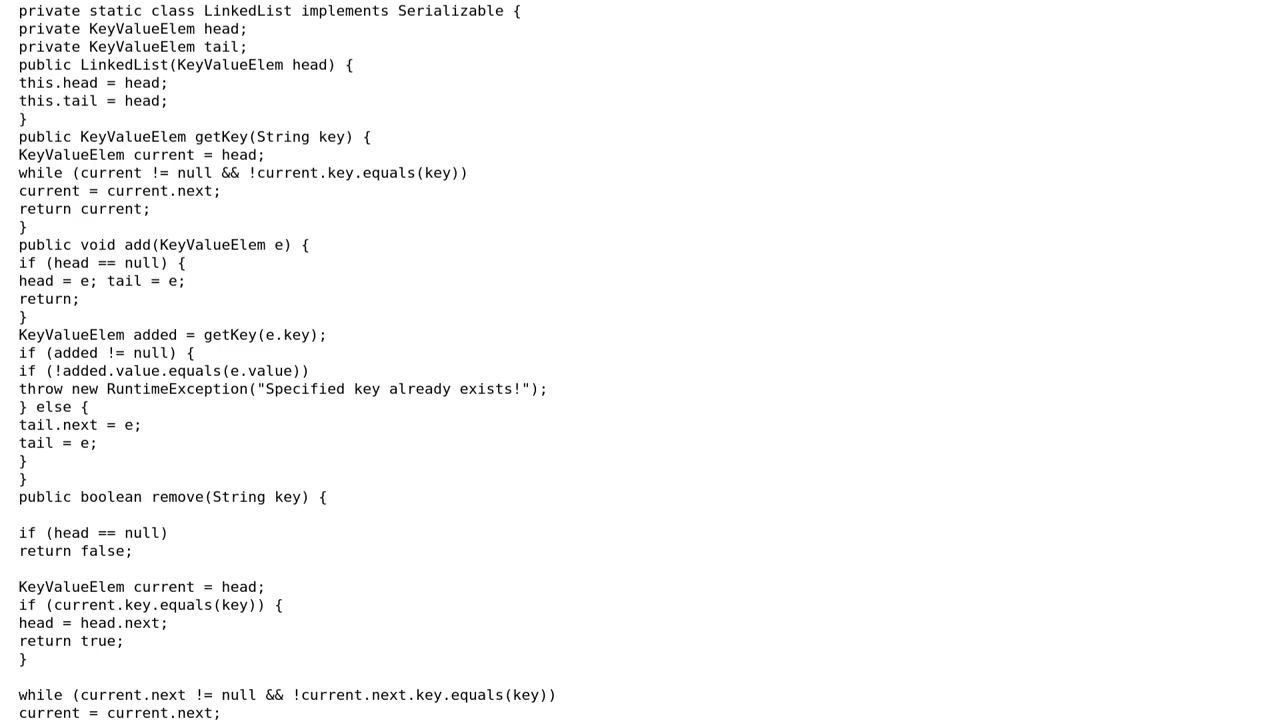 private static class LinkedList implements Serializable {
private KeyValueElem head;
private KeyValueElem tail;
public LinkedList(KeyValueElem head) {
this.head = head;
this.tail = head;
}
public KeyValueElem getKey(String key) {
KeyValueElem current = head;
while (current != null && !current.key.equals(key))
current = current.next;
return current;
}
public void add(KeyValueElem e) {
if (head == null) {
head = e; tail = e;
return;
}
KeyValueElem added = getKey(e.key);
if (added != null) {
if (!added.value.equals(e.value))
throw new RuntimeException("Specified key already exists!");
} else {
tail.next = e;
tail = e;
}
}
public boolean remove(String key) {

if (head == null)
return false;

KeyValueElem current = head;
if (current.key.equals(key)) {
head = head.next;
return true;
}

while (current.next != null && !current.next.key.equals(key))
current = current.next;